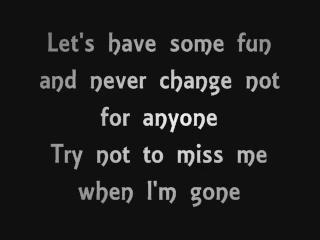 Let's have some fun
and never change not
for anyone
Try not to miss me
when I'm gone